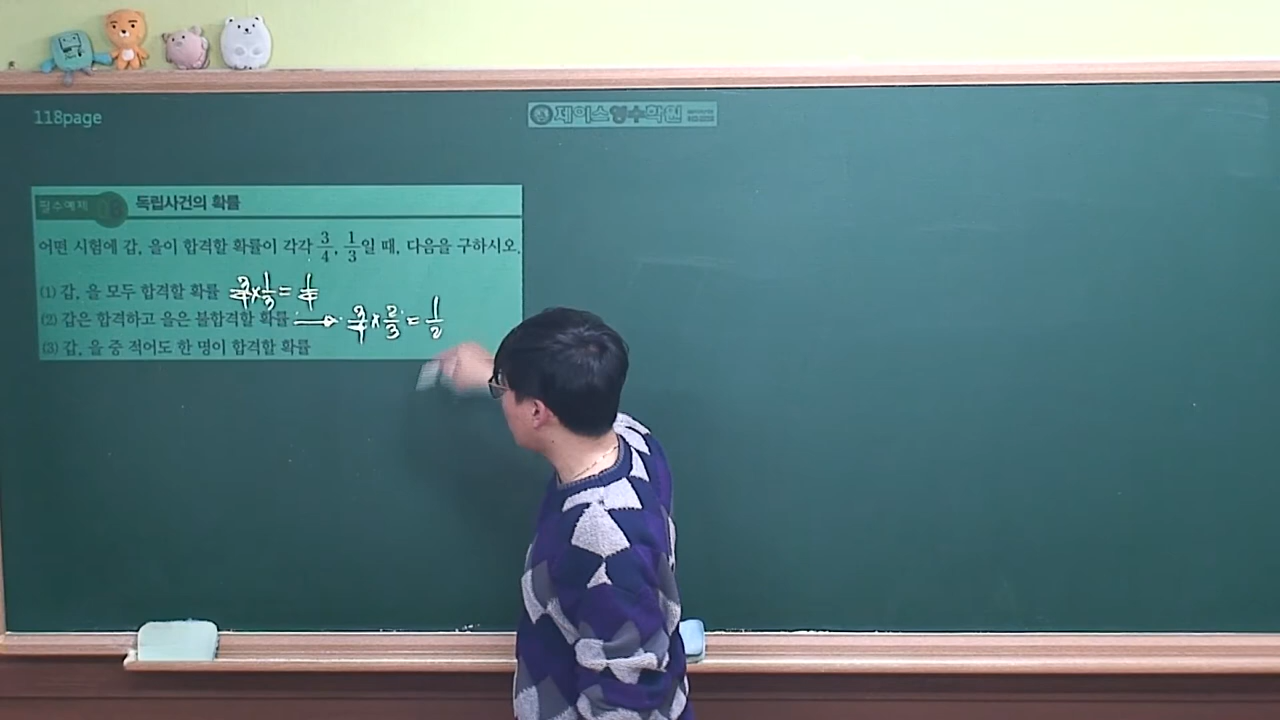 118page
제이스영수학원
필수예제 08 독립사건의 확률
어떤 시험에 갑, 을이 합격할 확률이 각각 3/4, 1/3일 때, 다음을 구하시오.
(1) 갑, 을 모두 합격할 확률 3/4×1/3=1/4
(2) 갑은 합격하고 을은 불합격할 확률 → 3/4×2/3=1/2
(3) 갑, 을 중 적어도 한 명이 합격할 확률